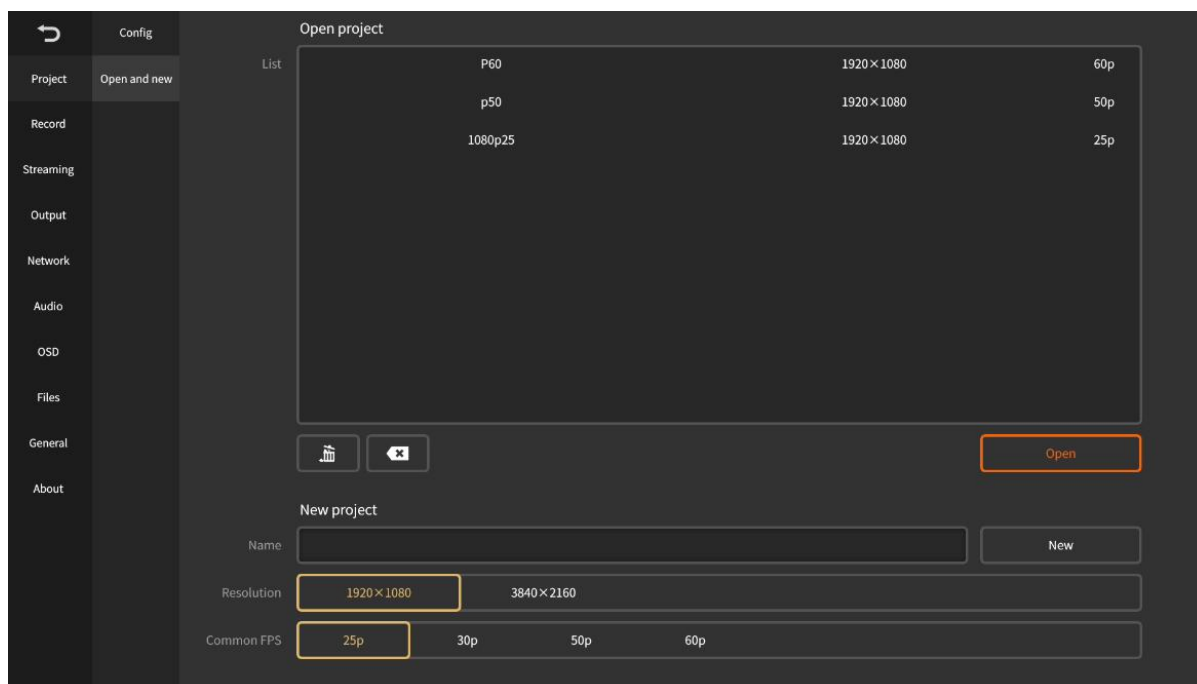 Config
Open and new
Project
Record
Streaming
Output
Network
Audio
OSD
Files
General
About
Open project
List
P60 1920×1080 60p
p50 1920×1080 50p
1080p25 1920×1080 25p
Open
New project
Name
New
Resolution 1920×1080 3840×2160
Common FPS 25p 30p 50p 60p